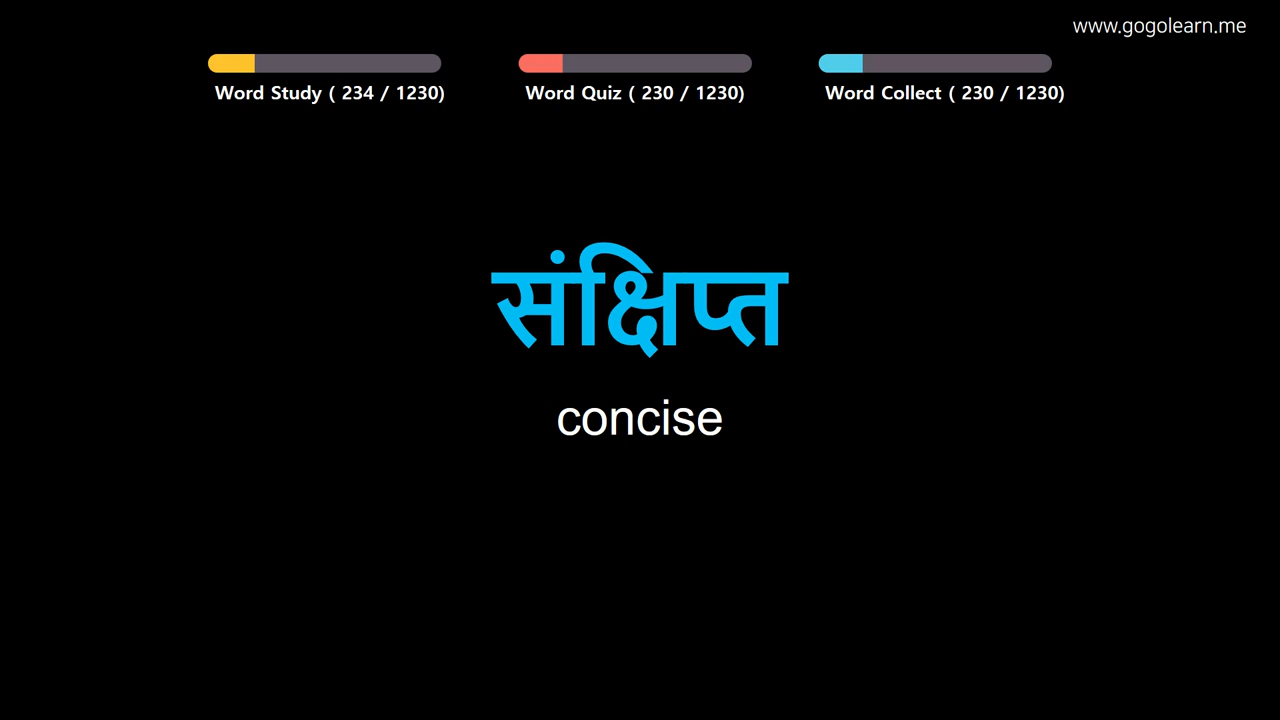 www.gogolearn.me
Word Study ( 234 / 1230)
Word Quiz ( 230 / 1230)
Word Collect ( 230 / 1230)
संक्षिप्त
concise